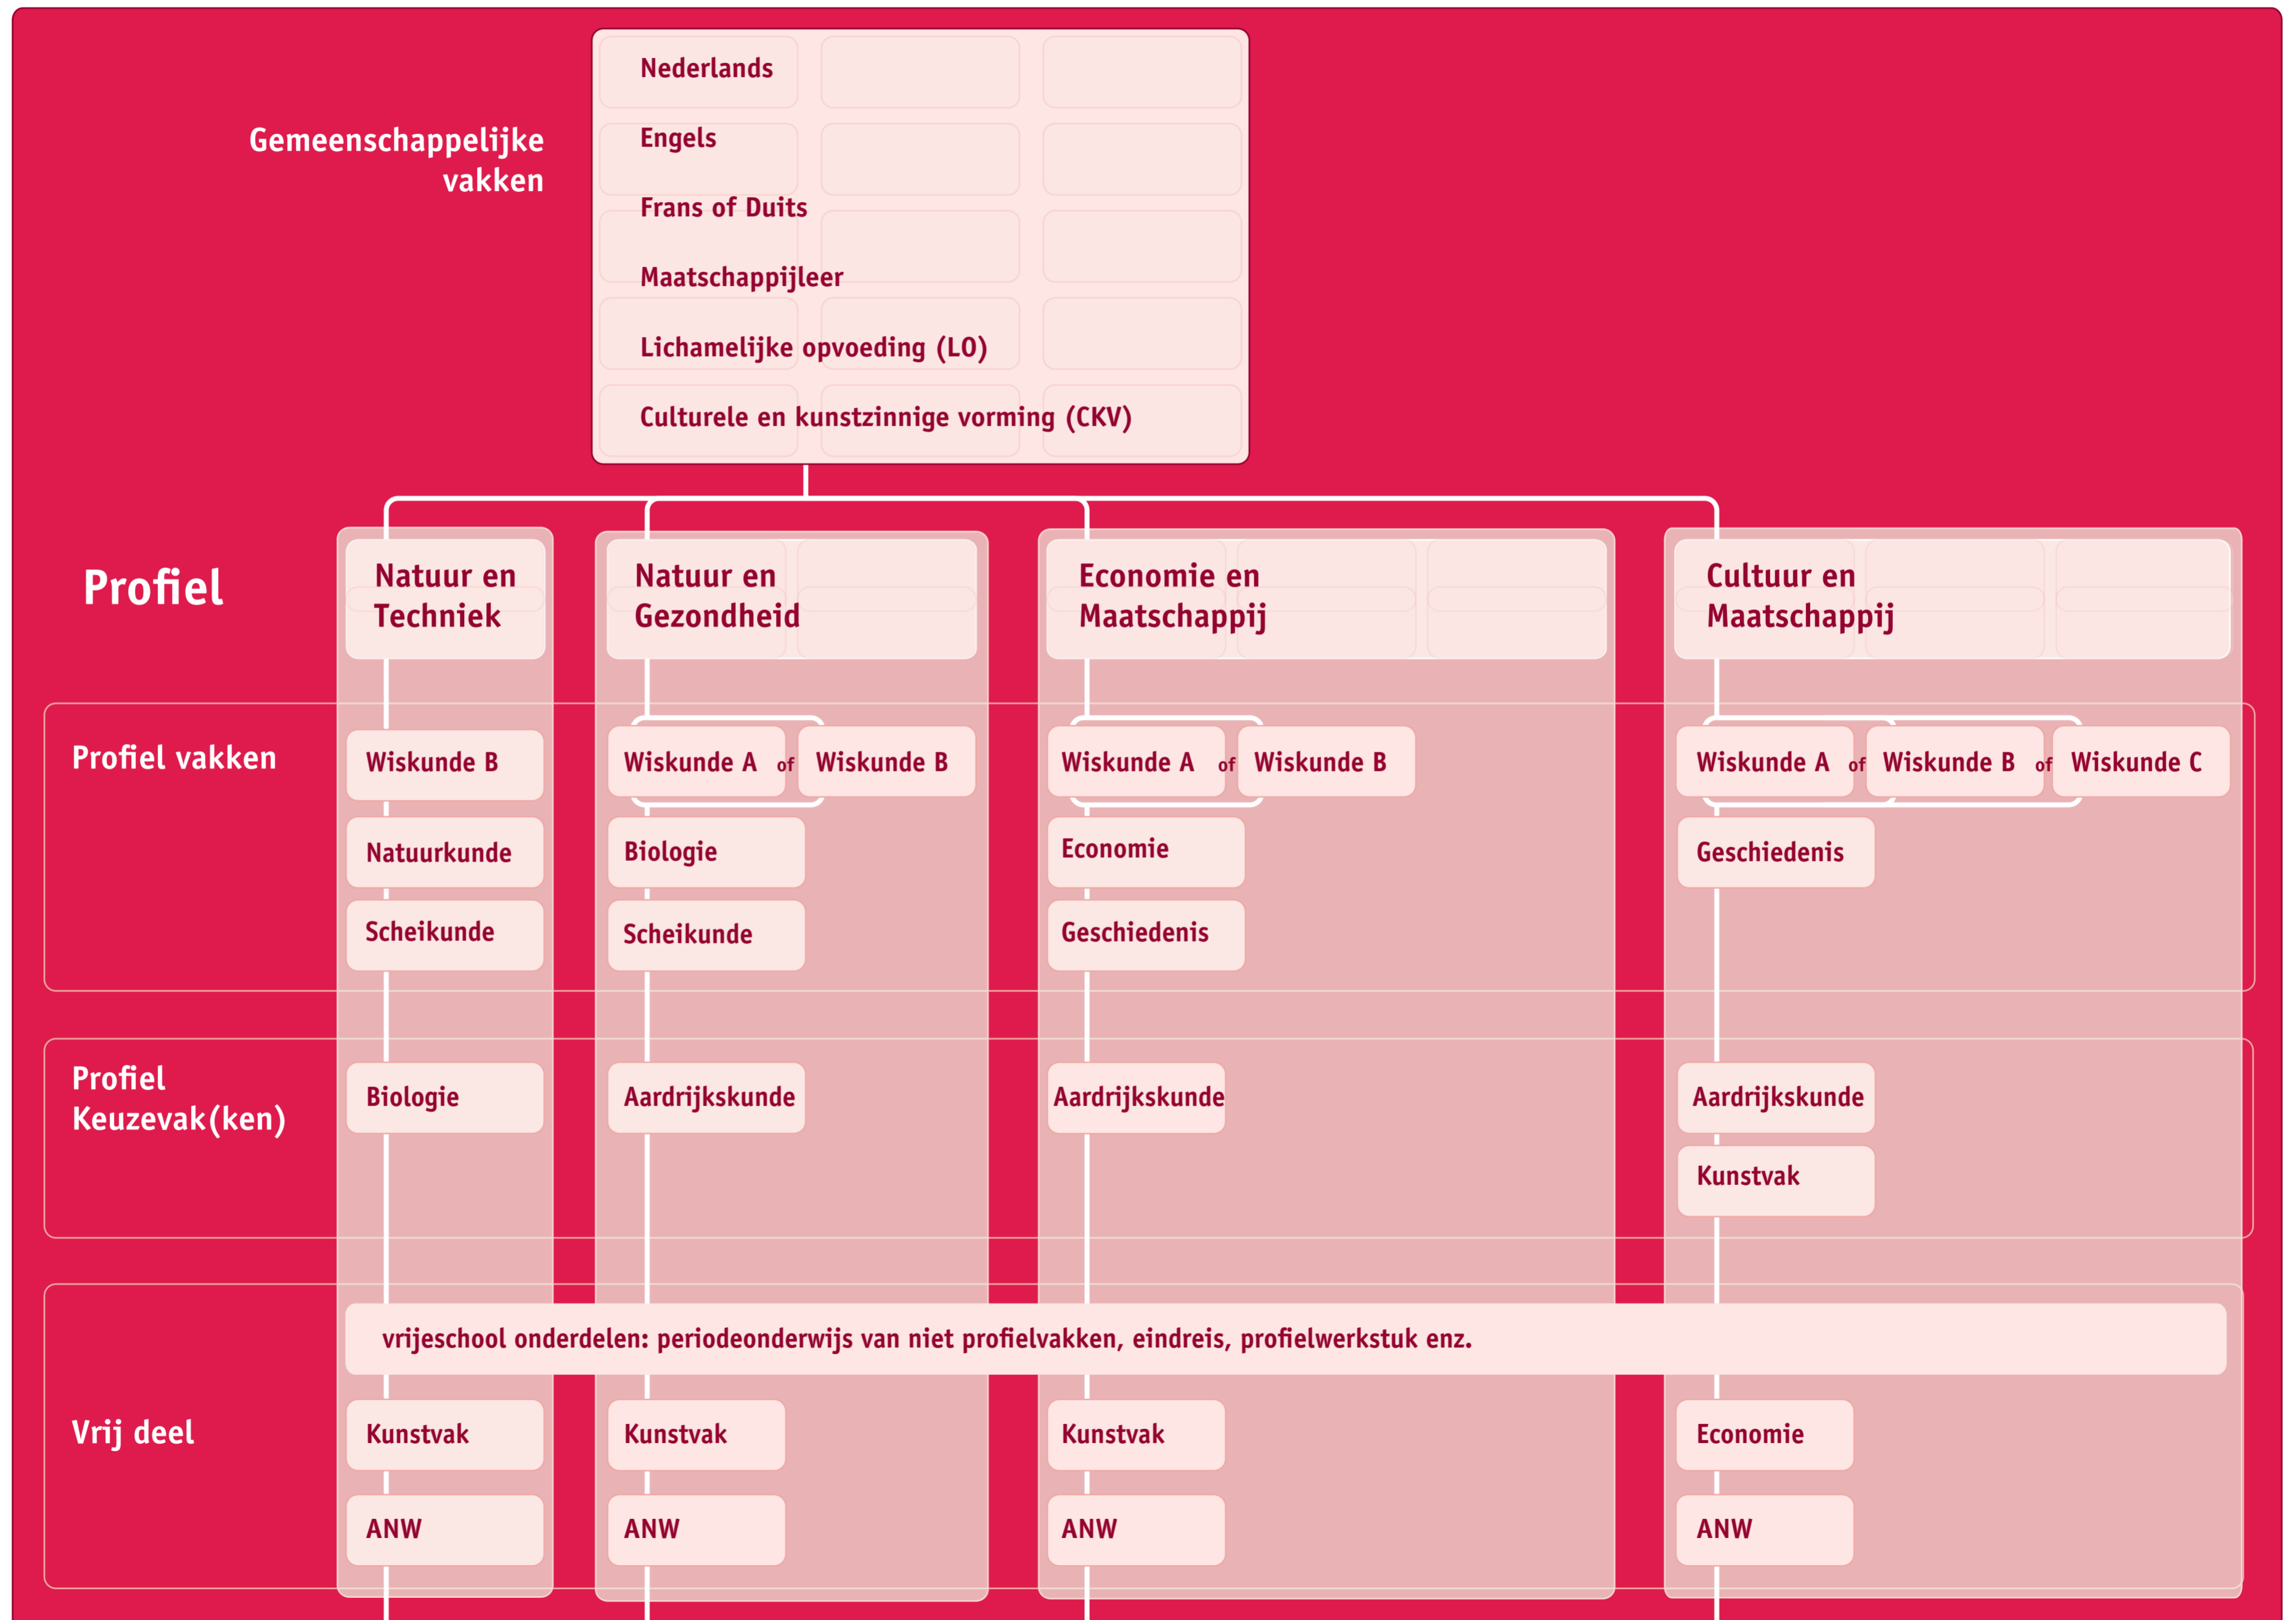 Gemeenschappelijke
vakken
Nederlands
Engels
Frans of Duits
Maatschappijleer
Lichamelijke opvoeding (LO)
Culturele en kunstzinnige vorming (CKV)
Profiel
Natuur en
Techniek
Natuur en
Gezondheid
Economie en
Maatschappij
Cultuur en
Maatschappij
Profiel vakken
Wiskunde B
Wiskunde A of Wiskunde B
Wiskunde A of Wiskunde B
Wiskunde A of Wiskunde B of Wiskunde C
Natuurkunde
Biologie
Economie
Geschiedenis
Scheikunde
Scheikunde
Geschiedenis
Profiel
Keuzevak(ken)
Biologie
Aardrijkskunde
Aardrijkskunde
Aardrijkskunde
Kunstvak
vrijeschool onderdelen: periodeonderwijs van niet profielvakken, eindreis, profielwerkstuk enz.
Vrij deel
Kunstvak
Kunstvak
Kunstvak
Economie
ANW
ANW
ANW
ANW